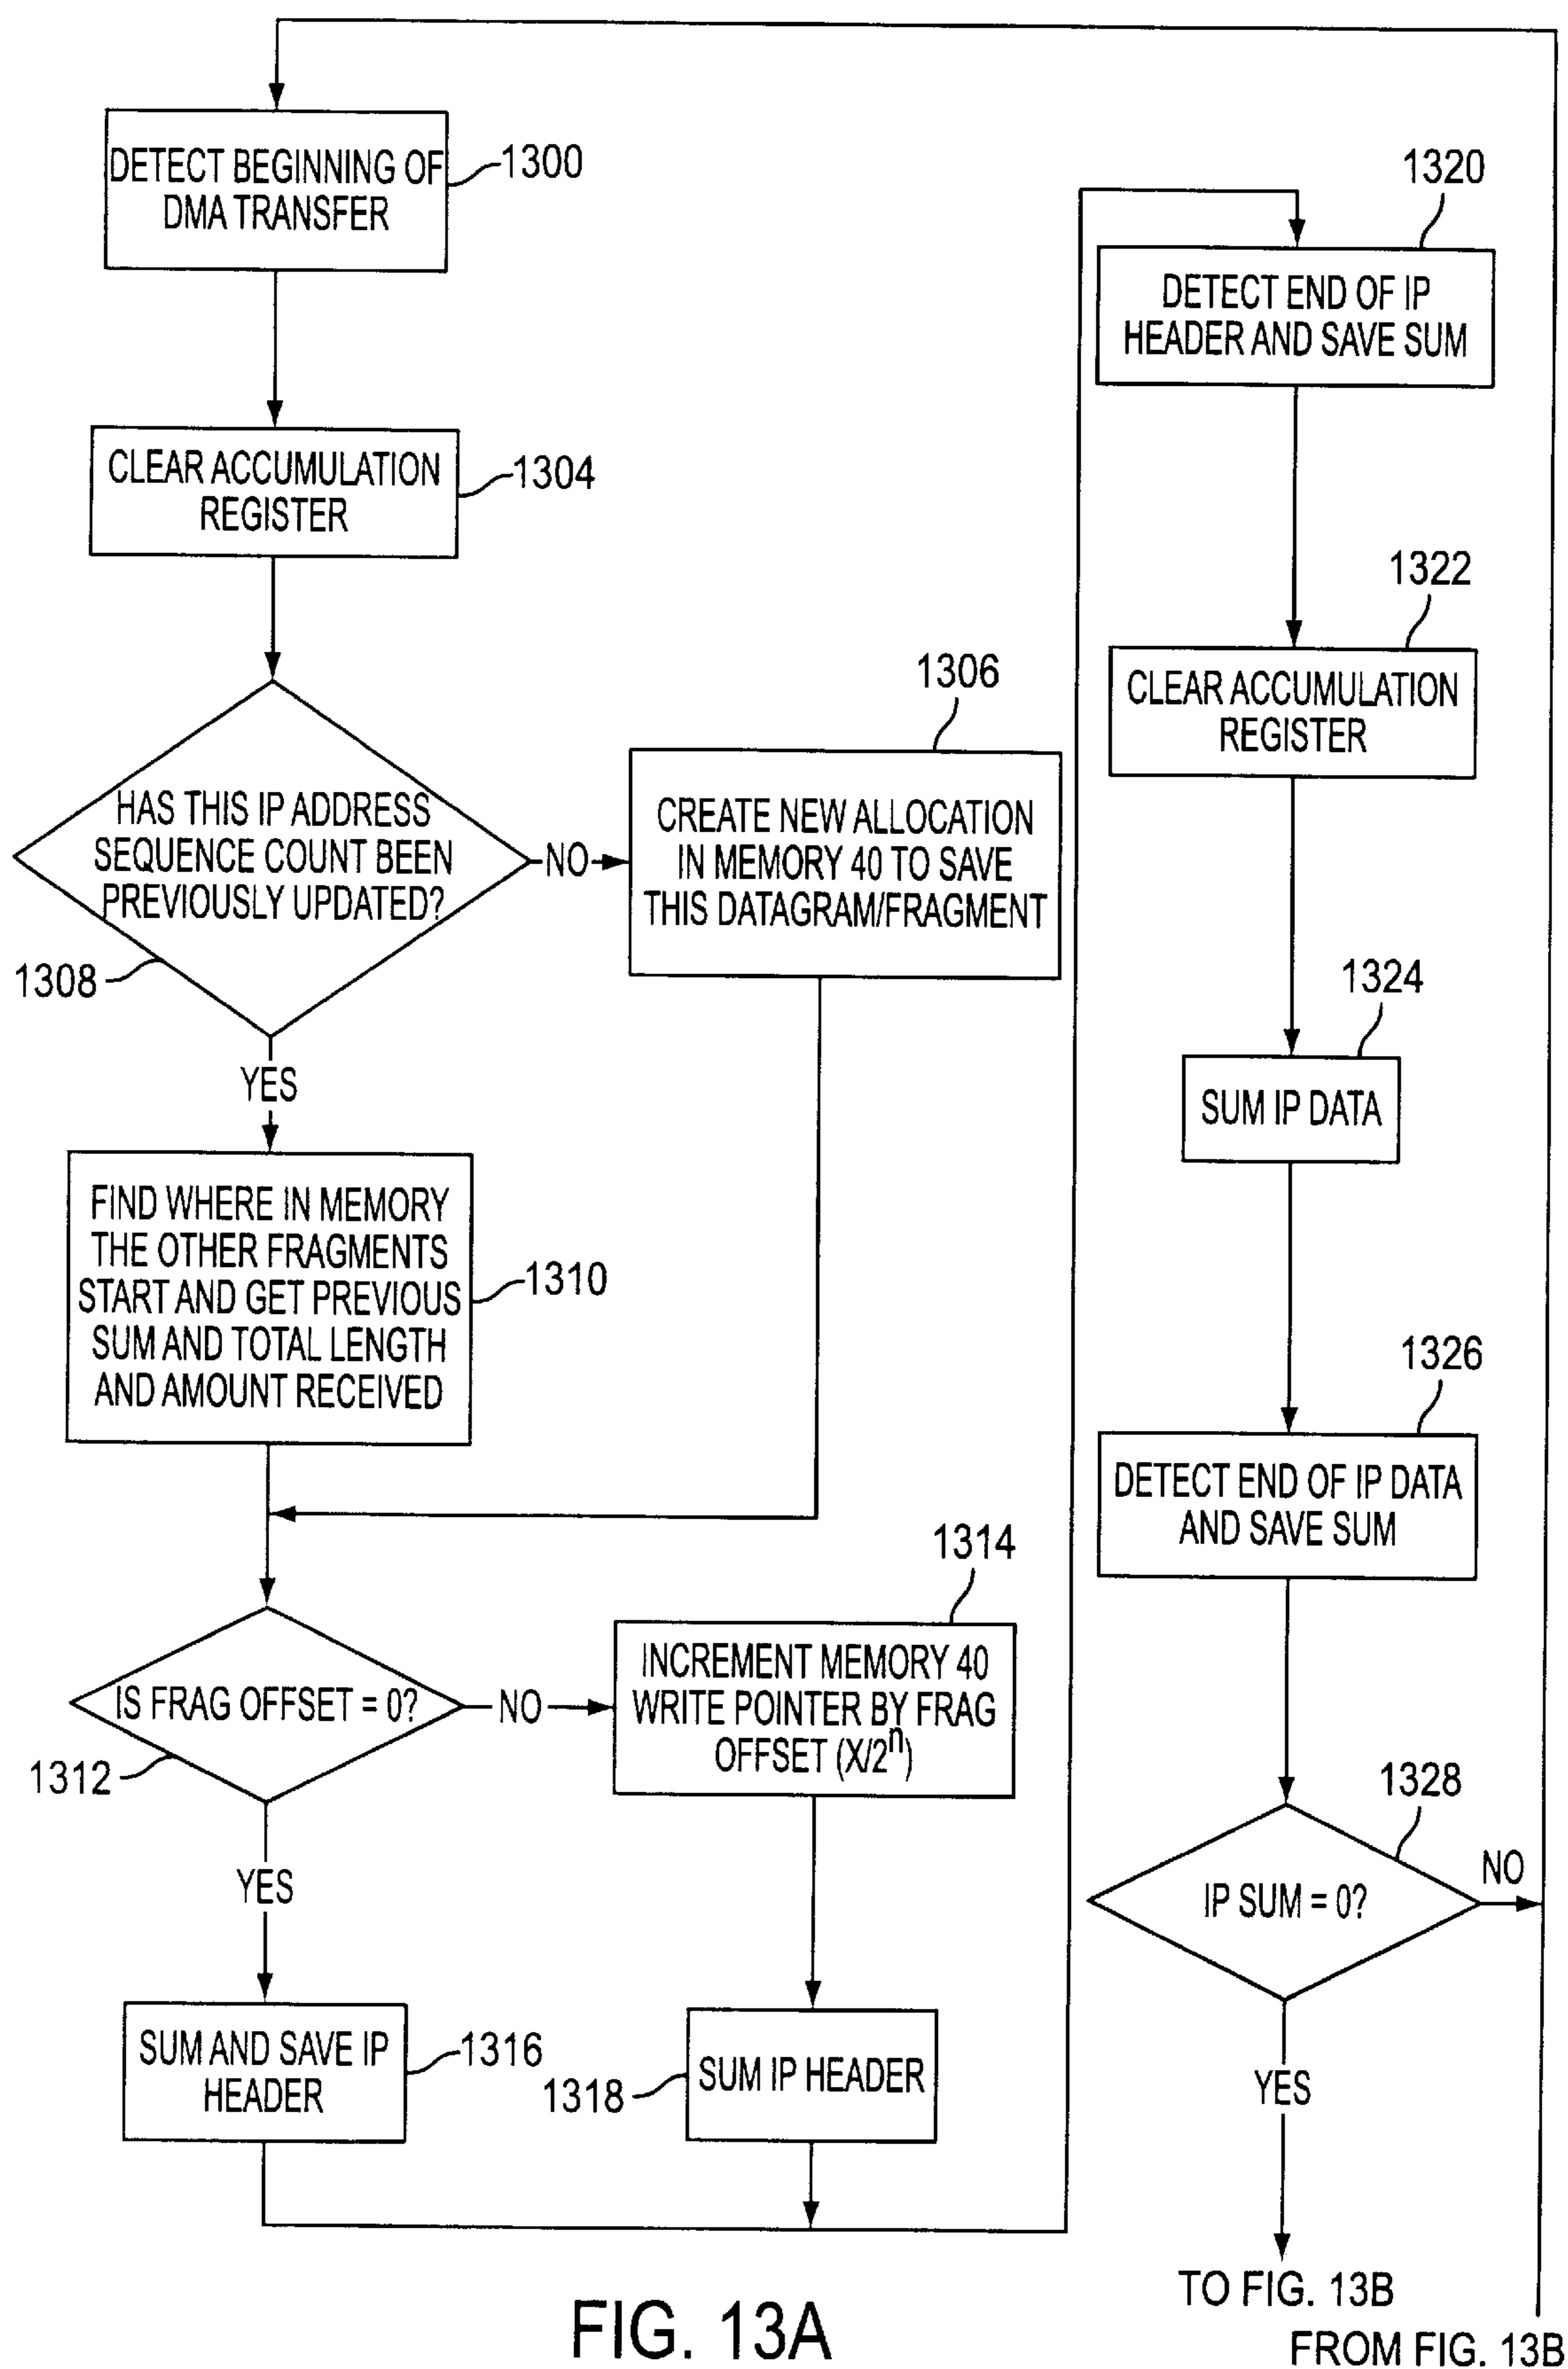 DETECT BEGINNING OF
DMA TRANSFER
1300
CLEAR ACCUMULATION
REGISTER
1304
HAS THIS IP ADDRESS
SEQUENCE COUNT BEEN
PREVIOUSLY UPDATED?
1308
NO
1306
CREATE NEW ALLOCATION
IN MEMORY 40 TO SAVE
THIS DATAGRAM/FRAGMENT
YES
FIND WHERE IN MEMORY
THE OTHER FRAGMENTS
START AND GET PREVIOUS
SUM AND TOTAL LENGTH
AND AMOUNT RECEIVED
1310
IS FRAG OFFSET = 0?
1312
NO
1314
INCREMENT MEMORY 40
WRITE POINTER BY FRAG
OFFSET (X/2ⁿ)
YES
SUM AND SAVE IP
HEADER
1316
SUM IP HEADER
1318
1320
DETECT END OF IP
HEADER AND SAVE SUM
1322
CLEAR ACCUMULATION
REGISTER
1324
SUM IP DATA
1326
DETECT END OF IP DATA
AND SAVE SUM
1328
IP SUM = 0?
NO
YES
TO FIG. 13B
FROM FIG. 13B
FIG. 13A